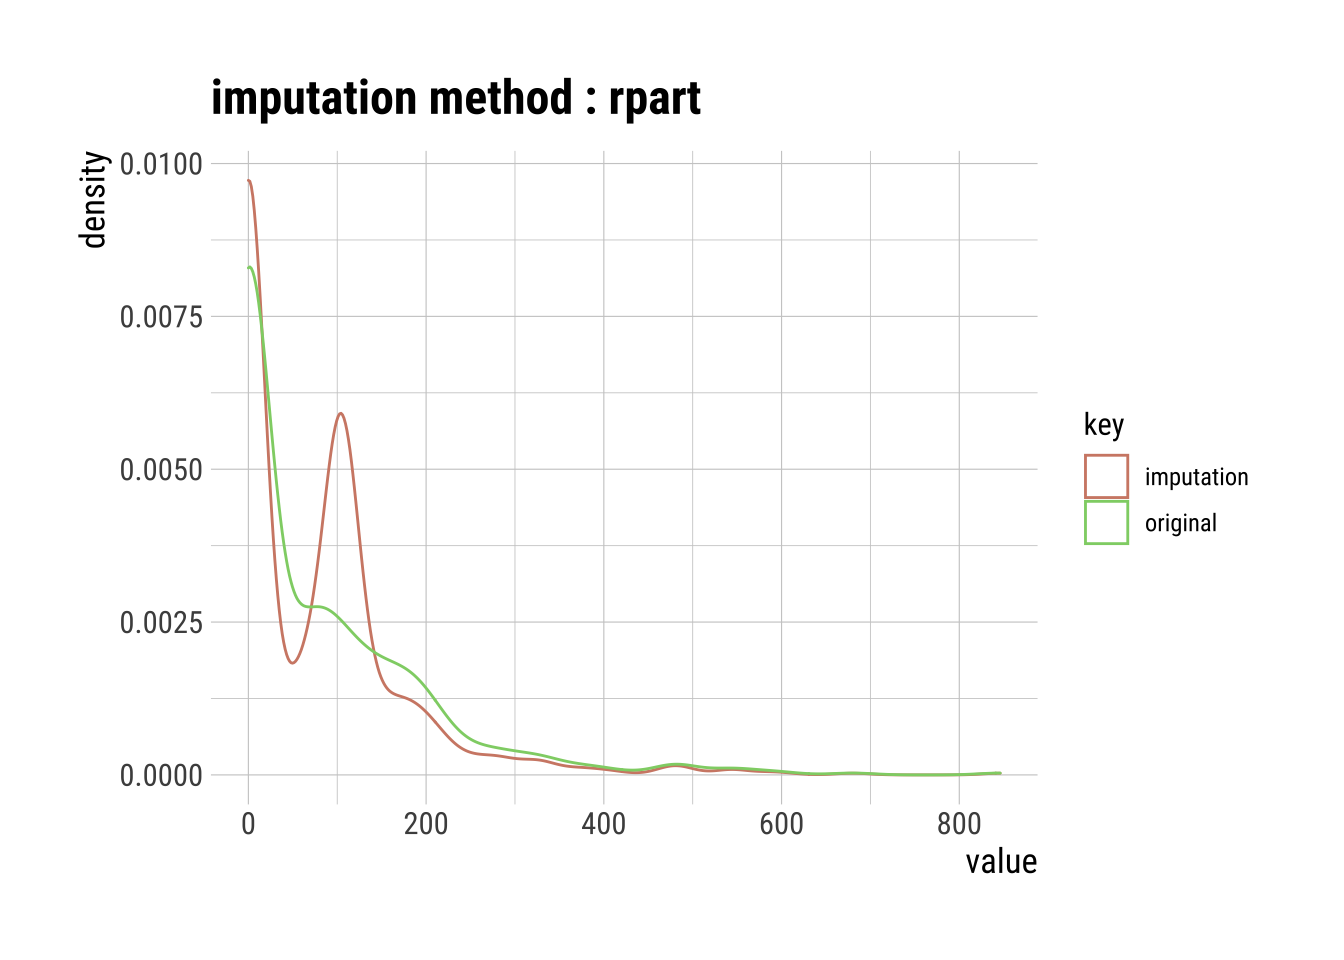 imputation method : rpart
density
0.0100
0.0075
0.0050
0.0025
0.0000
0 200 400 600 800
value
key
imputation
original